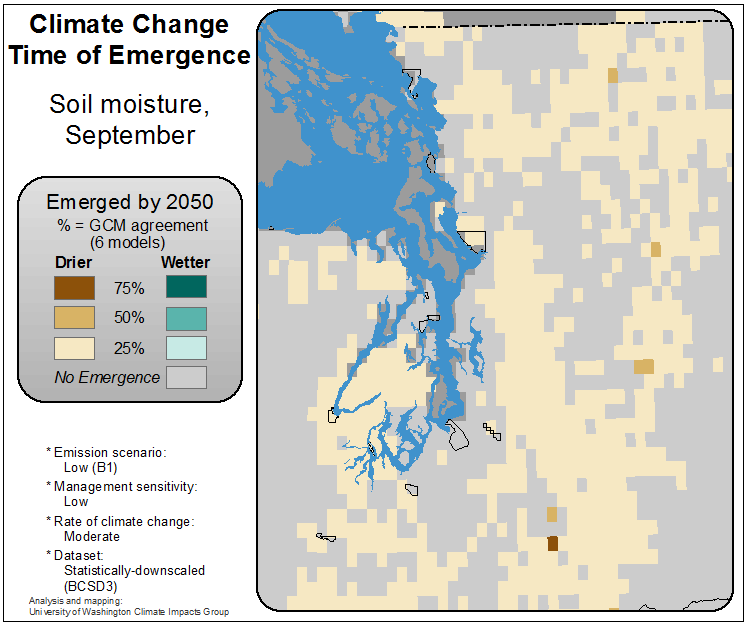 Climate Change
Time of Emergence
Soil moisture,
September
Emerged by 2050
% = GCM agreement
(6 models)
Drier Wetter
75%
50%
25%
No Emergence
* Emission scenario:
Low (B1)
* Management sensitivity:
Low
* Rate of climate change:
Moderate
* Dataset:
Statistically-downscaled
(BCSD3)
Analysis and mapping:
University of Washington Climate Impacts Group